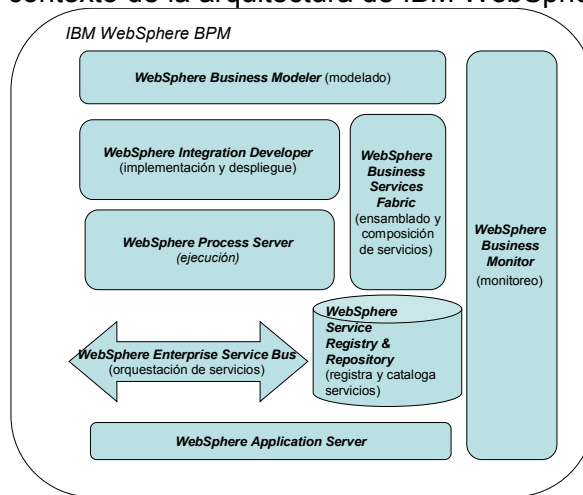 contexto de la arquitectura de IBM WebSphe
IBM WebSphere BPM
WebSphere Business Modeler (modelado)
WebSphere Integration Developer
(implementación y despliegue)
WebSphere
Business
Services
Fabric
(ensamblado y
composición
de servicios)
WebSphere
Business
Monitor
(monitoreo)
WebSphere Process Server
(ejecución)
WebSphere
Service
Registry &
Repository
(registra y cataloga
servicios)
WebSphere Enterprise Service Bus
(orquestación de servicios)
WebSphere Application Server